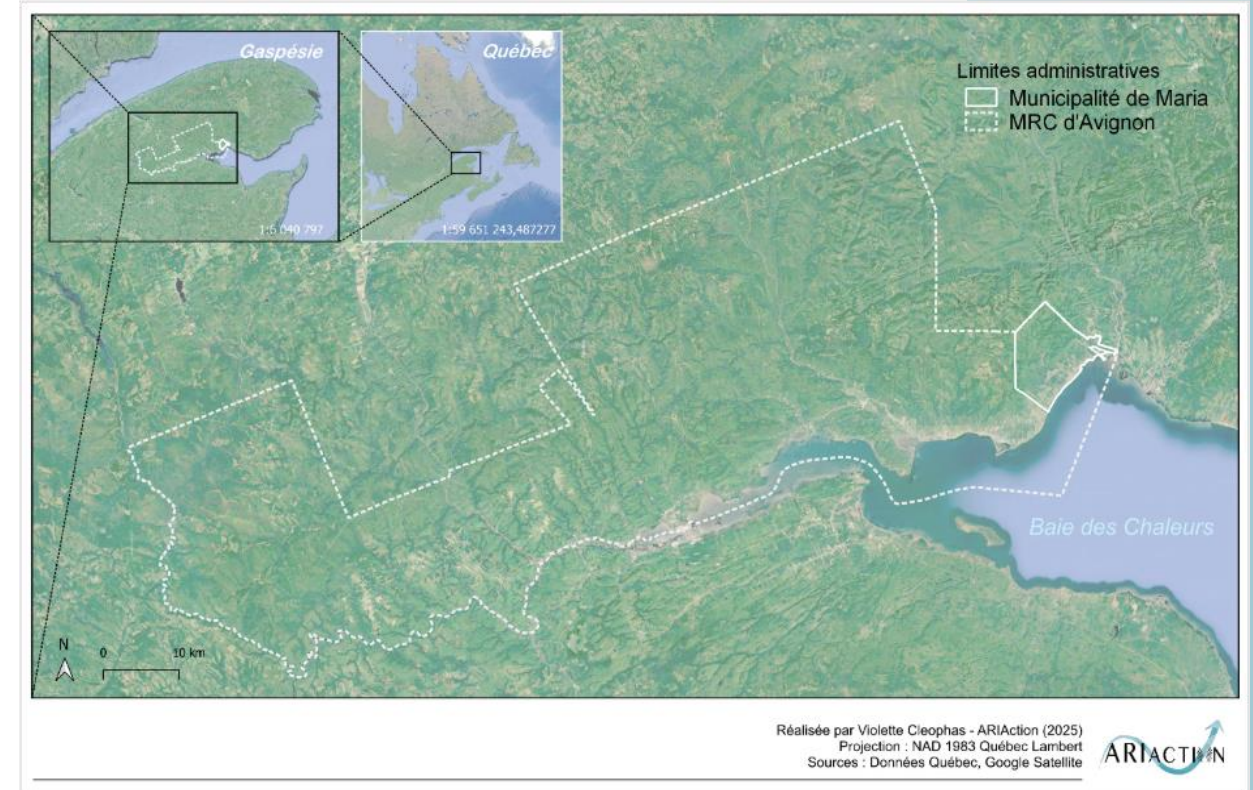 Gaspésie
1:6 040 797
Québec
1:59 651 243,487277
Limites administratives
Municipalité de Maria
MRC d'Avignon
Baie des Chaleurs
N
0 10 km
Réalisée par Violette Cleophas - ARIAction (2025)
Projection : NAD 1983 Québec Lambert
Sources : Données Québec, Google Satellite
ARIACTION